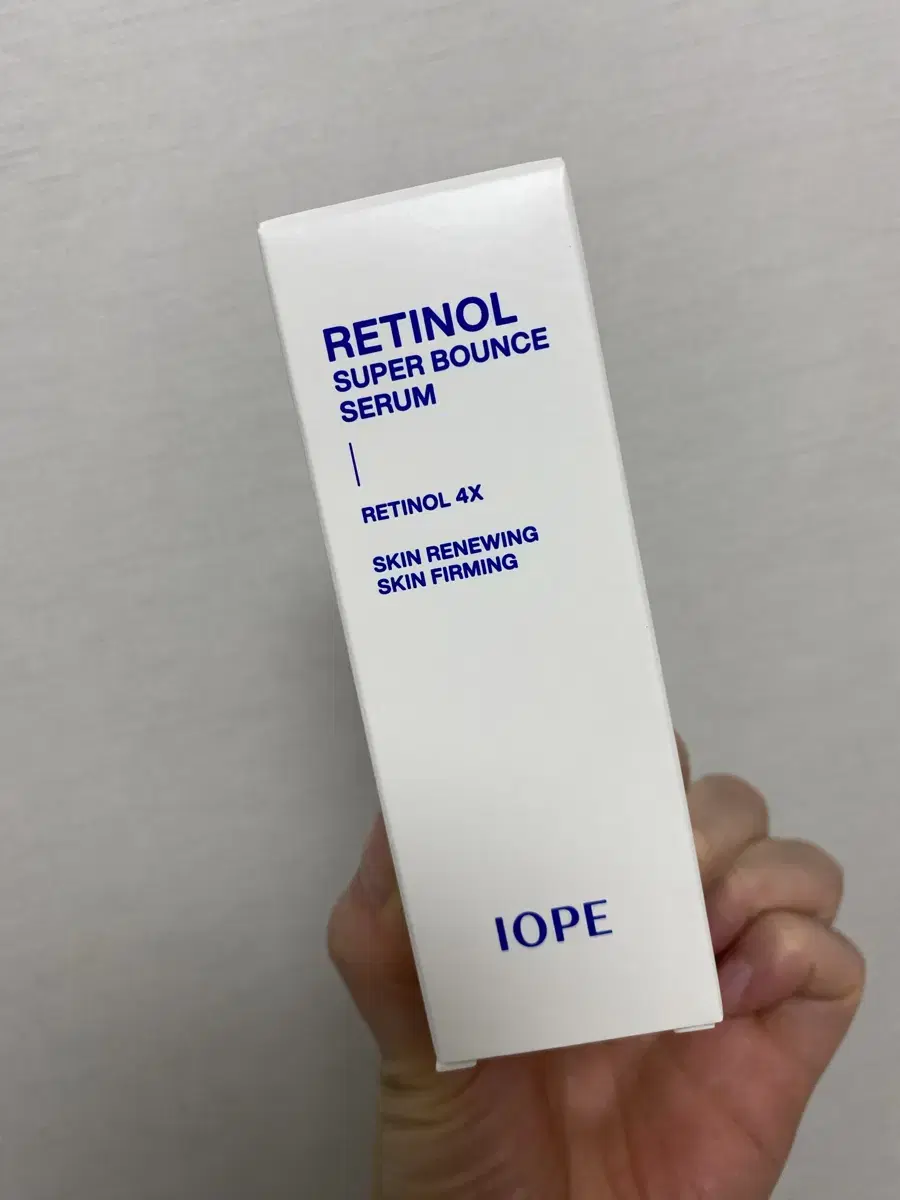 RETINOL
SUPER BOUNCE
SERUM
RETINOL 4X
SKIN RENEWING
SKIN FIRMING
IOPE